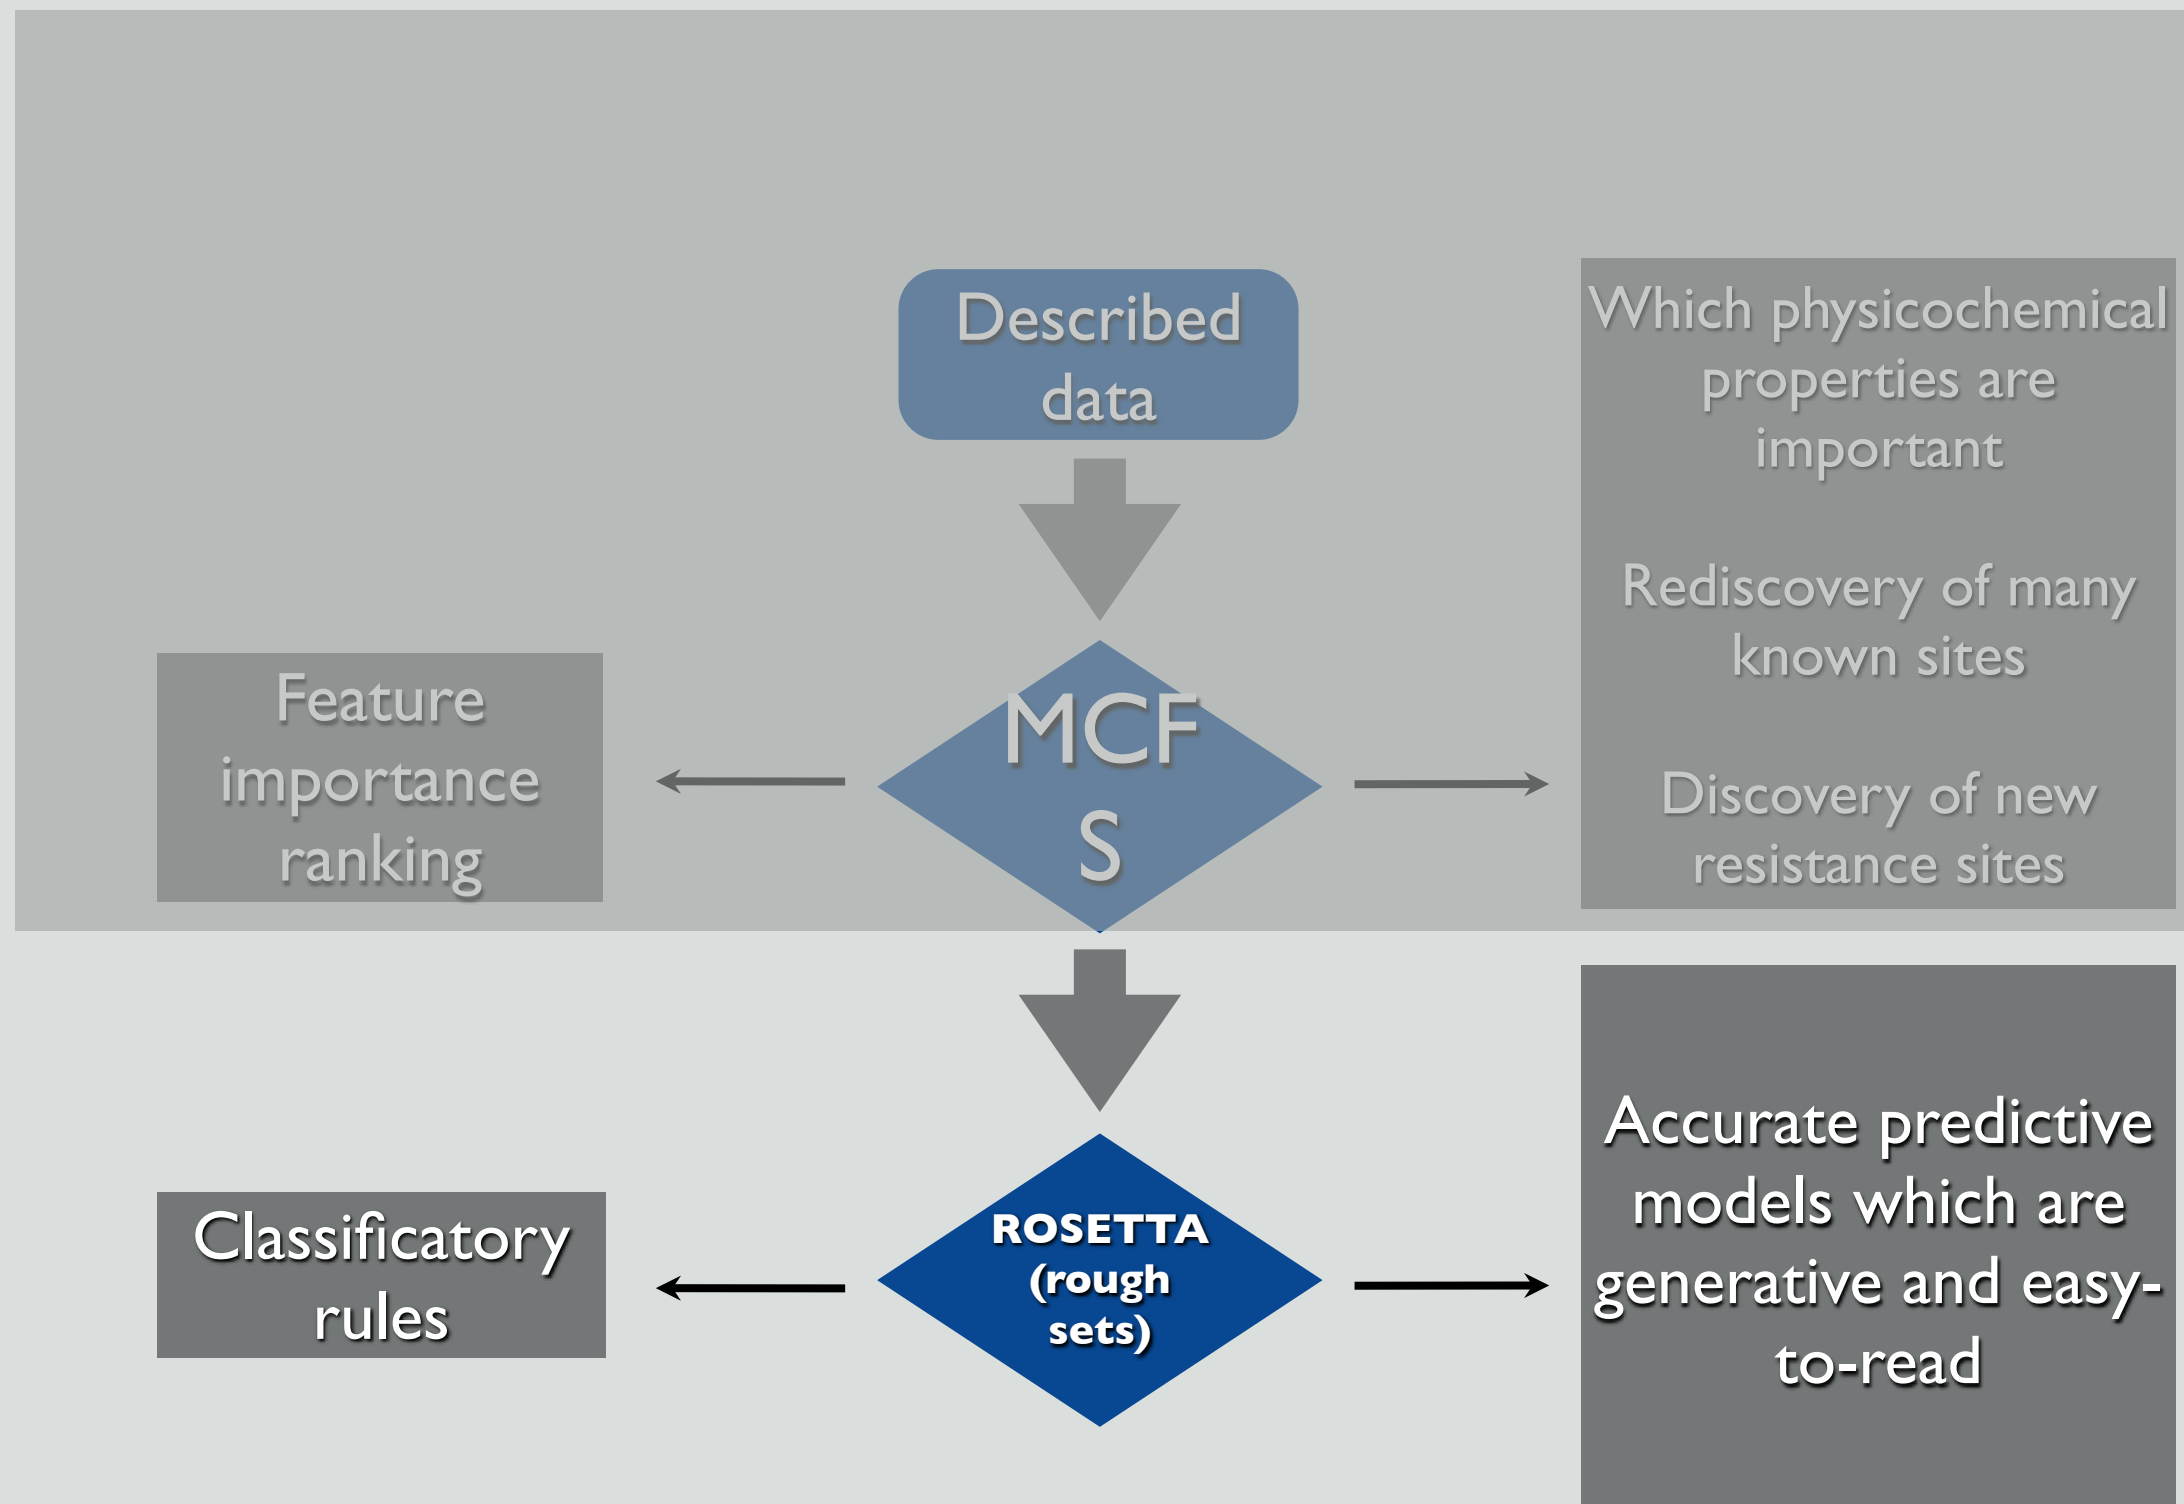 Described
data
Which physicochemical
properties are
important
Rediscovery of many
known sites
Discovery of new
resistance sites
Feature
importance
ranking
MCF
S
Classificatory
rules
ROSETTA
(rough
sets)
Accurate predictive
models which are
generative and easy-
to-read